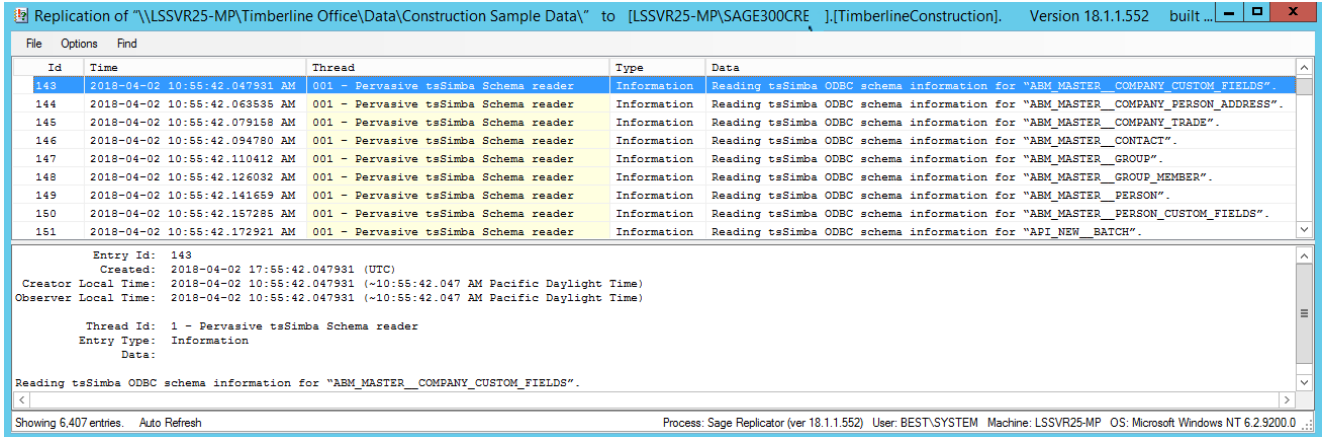 Replication of “\\LSSVR25-MP\Timberline Office\Data\Construction Sample Data\” to [LSSVR25-MP\SAGE300CRE ].[TimberlineConstruction]. Version 18.1.1.552 built ...
File Options Find
Id Time Thread Type Data
143 2018-04-02 10:55:42.047931 AM 001 - Pervasive tsSimba Schema reader Information Reading tsSimba ODBC schema information for “ABM_MASTER__COMPANY_CUSTOM_FIELDS”.
144 2018-04-02 10:55:42.063535 AM 001 - Pervasive tsSimba Schema reader Information Reading tsSimba ODBC schema information for “ABM_MASTER__COMPANY_PERSON_ADDRESS”.
145 2018-04-02 10:55:42.079158 AM 001 - Pervasive tsSimba Schema reader Information Reading tsSimba ODBC schema information for “ABM_MASTER__COMPANY_TRADE”.
146 2018-04-02 10:55:42.094780 AM 001 - Pervasive tsSimba Schema reader Information Reading tsSimba ODBC schema information for “ABM_MASTER__CONTACT”.
147 2018-04-02 10:55:42.110412 AM 001 - Pervasive tsSimba Schema reader Information Reading tsSimba ODBC schema information for “ABM_MASTER__GROUP”.
148 2018-04-02 10:55:42.126032 AM 001 - Pervasive tsSimba Schema reader Information Reading tsSimba ODBC schema information for “ABM_MASTER__GROUP_MEMBER”.
149 2018-04-02 10:55:42.141659 AM 001 - Pervasive tsSimba Schema reader Information Reading tsSimba ODBC schema information for “ABM_MASTER__PERSON”.
150 2018-04-02 10:55:42.157285 AM 001 - Pervasive tsSimba Schema reader Information Reading tsSimba ODBC schema information for “ABM_MASTER__PERSON_CUSTOM_FIELDS”.
151 2018-04-02 10:55:42.172921 AM 001 - Pervasive tsSimba Schema reader Information Reading tsSimba ODBC schema information for “API_NEW__BATCH”.
Entry Id: 143
Created: 2018-04-02 17:55:42.047931 (UTC)
Creator Local Time: 2018-04-02 10:55:42.047931 (~10:55:42.047 AM Pacific Daylight Time)
Observer Local Time: 2018-04-02 10:55:42.047931 (~10:55:42.047 AM Pacific Daylight Time)
Thread Id: 1 - Pervasive tsSimba Schema reader
Entry Type: Information
Data:
Reading tsSimba ODBC schema information for “ABM_MASTER__COMPANY_CUSTOM_FIELDS”.
Showing 6,407 entries. Auto Refresh Process: Sage Replicator (ver 18.1.1.552) User: BEST\SYSTEM Machine: LSSVR25-MP OS: Microsoft Windows NT 6.2.9200.0